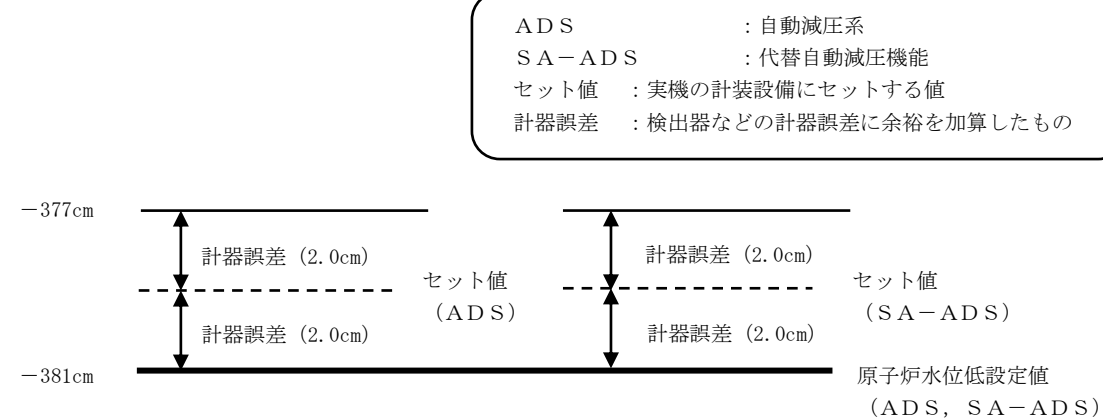 ＡＤＳ ：自動減圧系
ＳＡ－ＡＤＳ ：代替自動減圧機能
セット値 ：実機の計装設備にセットする値
計器誤差 ：検出器などの計器誤差に余裕を加算したもの
－377cm
計器誤差 (2.0cm)
計器誤差 (2.0cm)
セット値
（ＡＤＳ）
セット値
（ＳＡ－ＡＤＳ）
計器誤差 (2.0cm)
計器誤差 (2.0cm)
－381cm
原子炉水位低設定値
（ＡＤＳ，ＳＡ－ＡＤＳ）